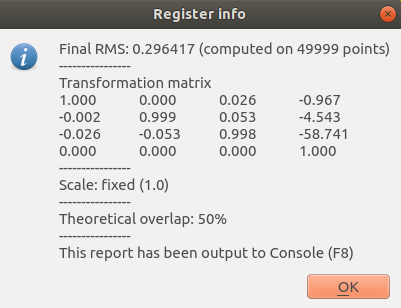 Register info
Final RMS: 0.296417 (computed on 49999 points)
----------------
Transformation matrix
1.000 0.000 0.026 -0.967
-0.002 0.999 0.053 -4.543
-0.026 -0.053 0.998 -58.741
0.000 0.000 0.000 1.000
----------------
Scale: fixed (1.0)
----------------
Theoretical overlap: 50%
----------------
This report has been output to Console (F8)
OK